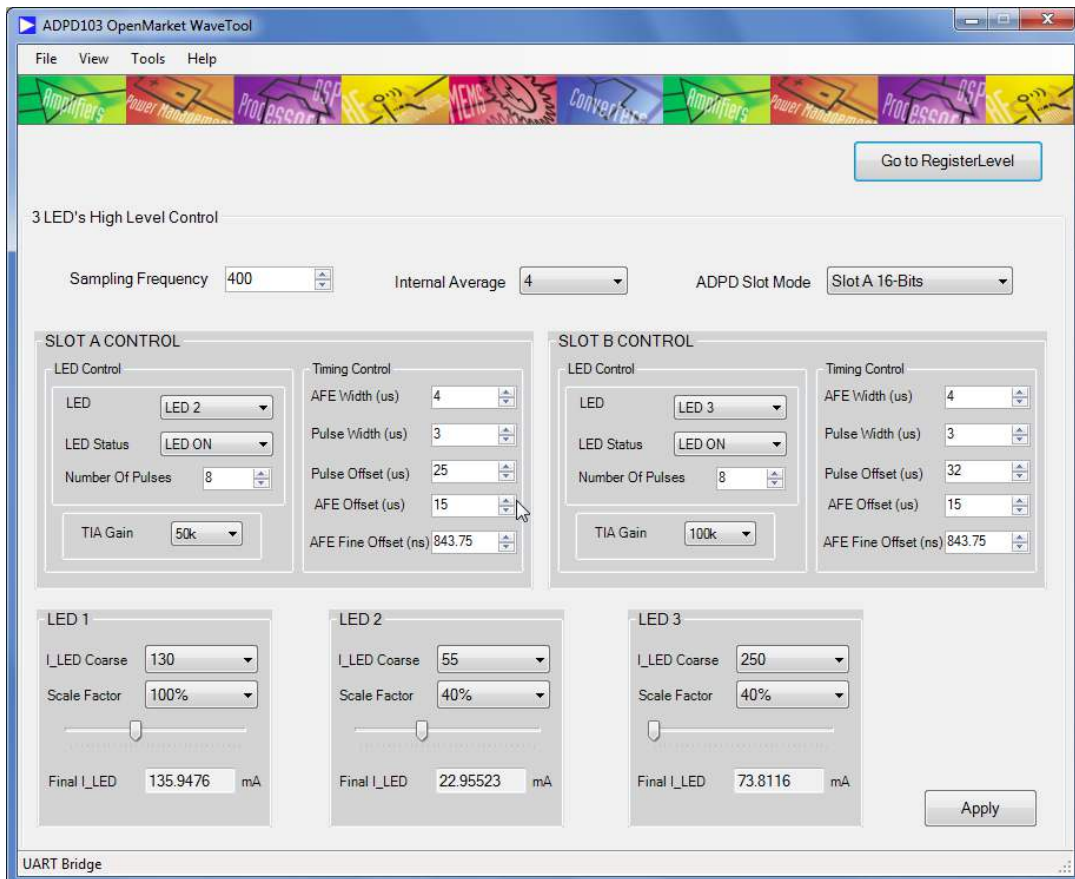 ADPD103 OpenMarket WaveTool
File View Tools Help
Amplifiers Power Management Processors DSP RF MEMS Converters Amplifiers Power Management Processors DSP RF
Go to RegisterLevel
3 LED's High Level Control
Sampling Frequency 400 Internal Average 4 ADPD Slot Mode Slot A 16-Bits
SLOT A CONTROL
LED Control
LED LED 2
LED Status LED ON
Number Of Pulses 8
TIA Gain 50k
Timing Control
AFE Width (us) 4
Pulse Width (us) 3
Pulse Offset (us) 25
AFE Offset (us) 15
AFE Fine Offset (ns) 843.75
SLOT B CONTROL
LED Control
LED LED 3
LED Status LED ON
Number Of Pulses 8
TIA Gain 100k
Timing Control
AFE Width (us) 4
Pulse Width (us) 3
Pulse Offset (us) 32
AFE Offset (us) 15
AFE Fine Offset (ns) 843.75
LED 1
I_LED Coarse 130
Scale Factor 100%
Final I_LED 135.9476 mA
LED 2
I_LED Coarse 55
Scale Factor 40%
Final I_LED 22.95523 mA
LED 3
I_LED Coarse 250
Scale Factor 40%
Final I_LED 73.8116 mA
Apply
UART Bridge